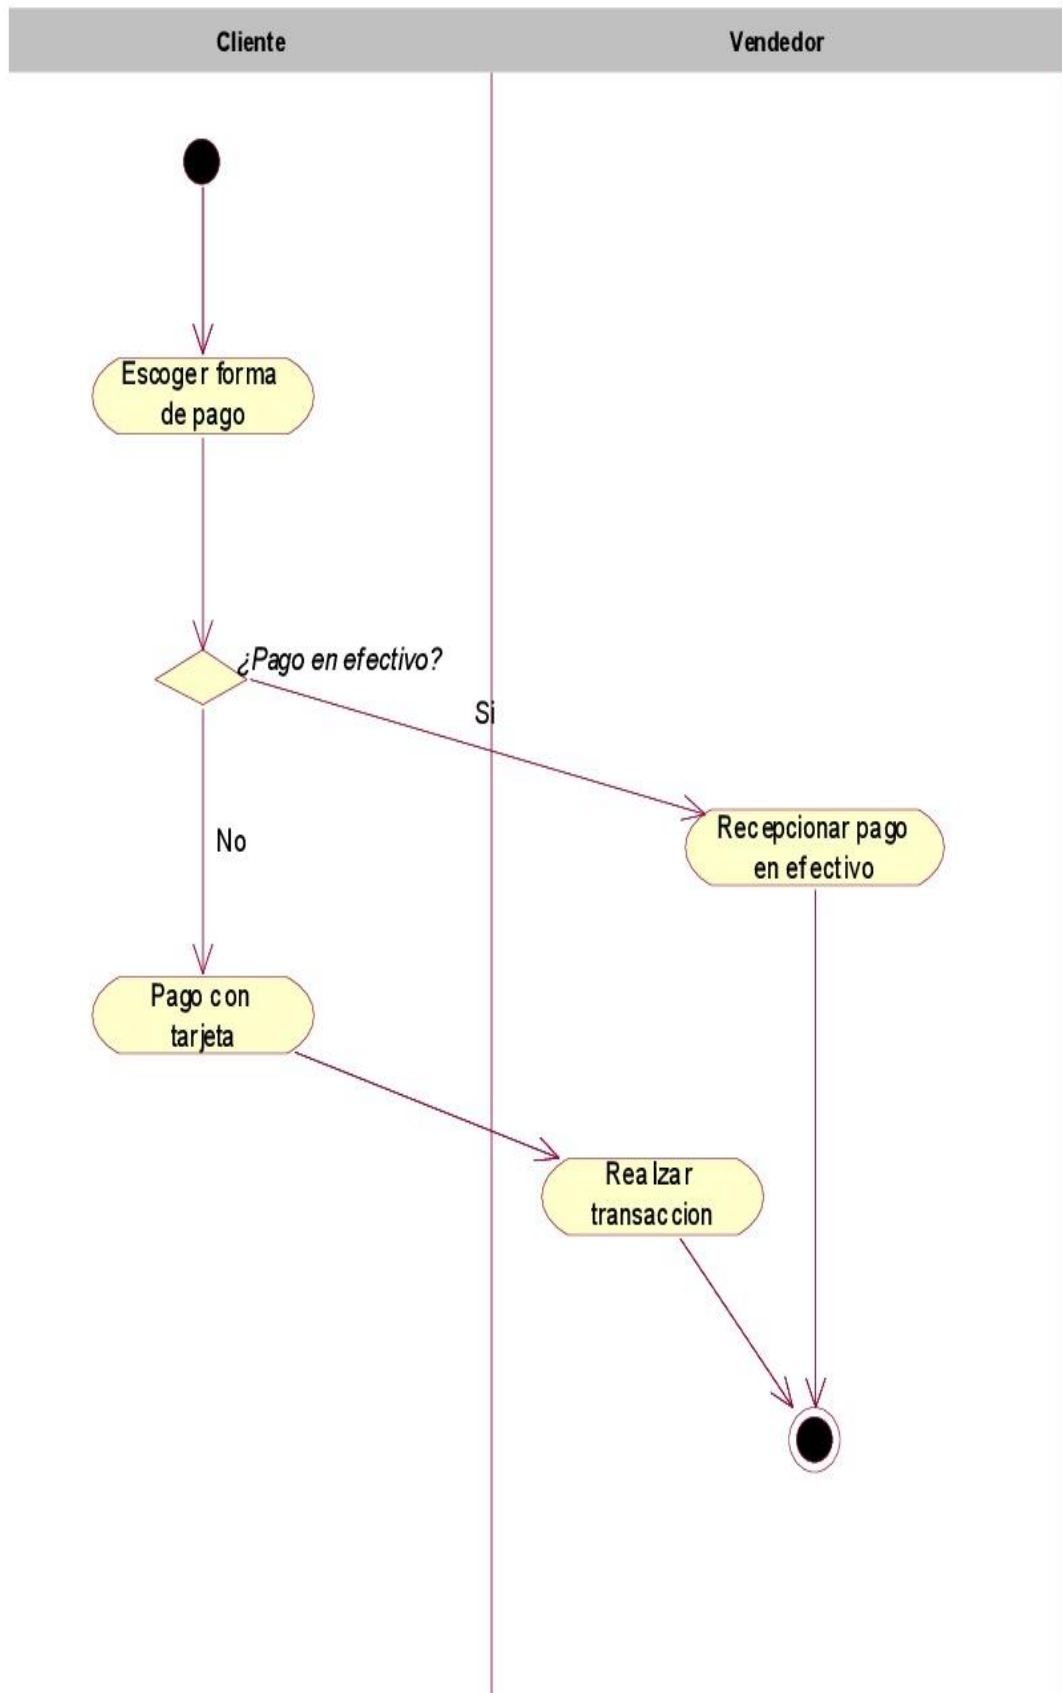 Cliente
Vendedor
Escoger forma
de pago
¿Pago en efectivo?
Si
Recepcionar pago
en efectivo
No
Pago con
tarjeta
Realzar
transaccion